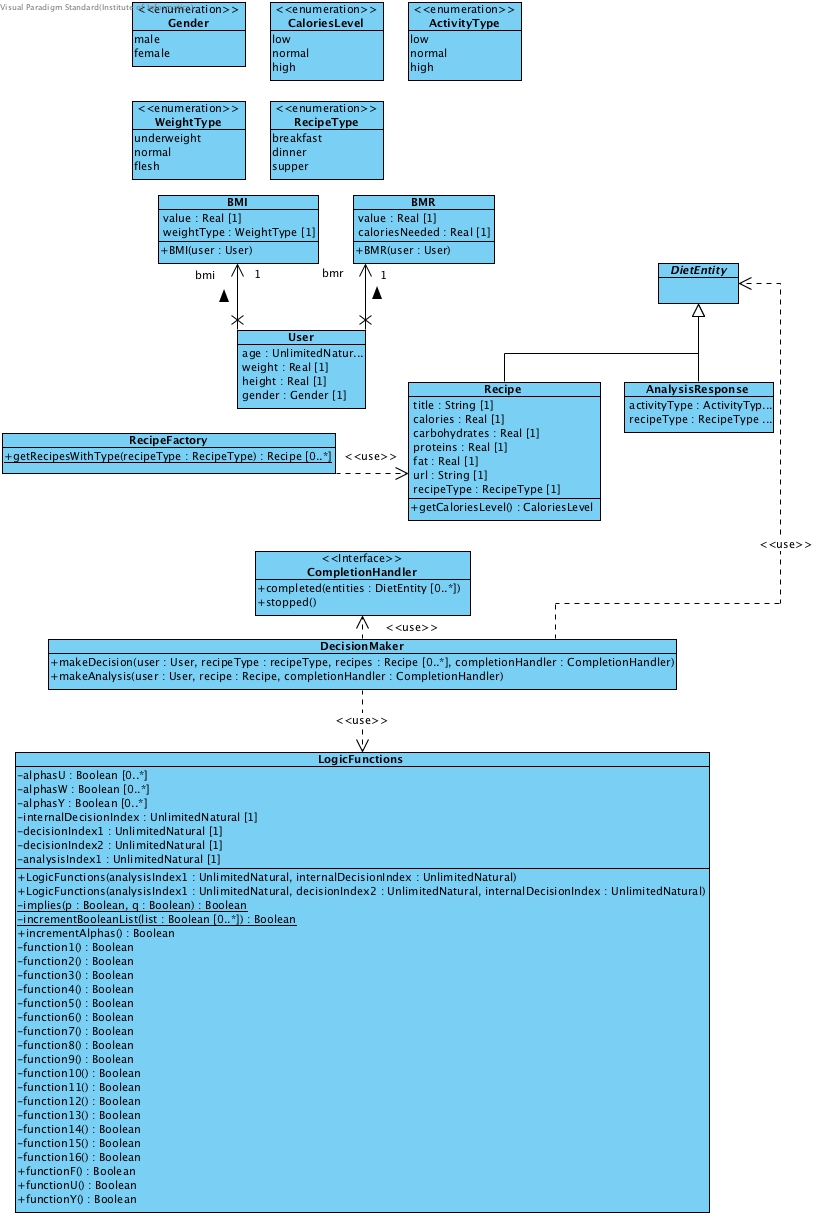 Visual Paradigm Standard(Institute
<<enumeration>>
Gender
male
female
<<enumeration>>
CaloriesLevel
low
normal
high
<<enumeration>>
ActivityType
low
normal
high
<<enumeration>>
WeightType
underweight
normal
flesh
<<enumeration>>
RecipeType
breakfast
dinner
supper
BMI
value : Real [1]
weightType : WeightType [1]
+BMI(user : User)
BMR
value : Real [1]
caloriesNeeded : Real [1]
+BMR(user : User)
bmi
1
bmr
1
User
age : UnlimitedNatur...
weight : Real [1]
height : Real [1]
gender : Gender [1]
DietEntity
Recipe
title : String [1]
calories : Real [1]
carbohydrates : Real [1]
proteins : Real [1]
fat : Real [1]
url : String [1]
recipeType : RecipeType [1]
+getCaloriesLevel() : CaloriesLevel
AnalysisResponse
activityType : ActivityTyp...
recipeType : RecipeType ...
RecipeFactory
+getRecipesWithType(recipeType : RecipeType) : Recipe [0..*]
<<use>>
<<use>>
<<Interface>>
CompletionHandler
+completed(entities : DietEntity [0..*])
+stopped()
<<use>>
DecisionMaker
+makeDecision(user : User, recipeType : recipeType, recipes : Recipe [0..*], completionHandler : CompletionHandler)
+makeAnalysis(user : User, recipe : Recipe, completionHandler : CompletionHandler)
<<use>>
LogicFunctions
-alphasU : Boolean [0..*]
-alphasW : Boolean [0..*]
-alphasY : Boolean [0..*]
-internalDecisionIndex : UnlimitedNatural [1]
-decisionIndex1 : UnlimitedNatural [1]
-decisionIndex2 : UnlimitedNatural [1]
-analysisIndex1 : UnlimitedNatural [1]
+LogicFunctions(analysisIndex1 : UnlimitedNatural, internalDecisionIndex : UnlimitedNatural)
+LogicFunctions(analysisIndex1 : UnlimitedNatural, decisionIndex2 : UnlimitedNatural, internalDecisionIndex : UnlimitedNatural)
-implies(p : Boolean, q : Boolean) : Boolean
-incrementBooleanList(list : Boolean [0..*]) : Boolean
+incrementAlphas() : Boolean
-function1() : Boolean
-function2() : Boolean
-function3() : Boolean
-function4() : Boolean
-function5() : Boolean
-function6() : Boolean
-function7() : Boolean
-function8() : Boolean
-function9() : Boolean
-function10() : Boolean
-function11() : Boolean
-function12() : Boolean
-function13() : Boolean
-function14() : Boolean
-function15() : Boolean
-function16() : Boolean
+functionF() : Boolean
+functionU() : Boolean
+functionY() : Boolean